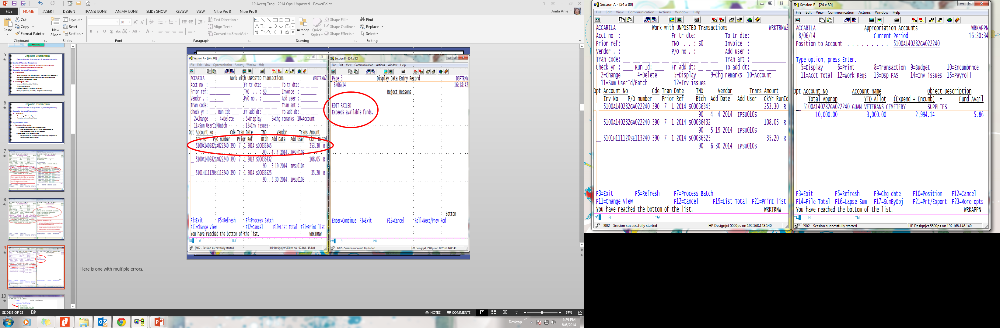 10 Acctg Trng - 2014 Ops  Unposted - PowerPoint
FILE HOME INSERT DESIGN TRANSITIONS ANIMATIONS SLIDE SHOW REVIEW VIEW Nitro Pro 8 Nitro Pro 9
Anita Arile
Paste
Cut
Copy
Format Painter
Clipboard
New Slide
Layout
Reset
Section
Slides
18
Font
Text Direction
Align Text
Convert to SmartArt
Paragraph
Arrange
Quick Styles
Shape Fill
Shape Outline
Shape Effects
Drawing
Find
Replace
Select
Editing
5
Unposted Transactions
6
Unposted Transactions
7
8
9
10
Session A - [24 x 80]
File Edit View Communication Actions Window Help
ACCARILA Work with UNPOSTED Transactions WRKTRNW2
Acct no : Fr tr dte: To tr dte:
Prior ref: TNO . . : SO Invoice :
Vendor . : P/O no . : Add user :
Tran code: Tran amt :
Check yr : Run Id: Fr add dt: To add dt:
2=Change 4=Delete 5=Display 9=Chg remarks 10=Account
11=Sum UserId/Batch 12=Inv issues
Opt Account No Cde Tran Date TNO Vendor Trans Amount
Inv No P/O number Prior Ref Btch Add Date Add User CkYr RunId
5100A140282GA022240 390 7 1 2014 S00036345 253.30 R
90 4 4 2014 IPSU010S
5100A140282GA022240 390 7 1 2014 S00036432 108.05 R
90 5 19 2014 IPSU010S
5101H111120SE113240 390 7 1 2014 S00036525 35.20 R
90 6 30 2014 IPSU010S
F3=Exit F5=Refresh F7=Process Batch
F11=Change View F12=Cancel F19=List Total F21=Print list
You have reached the bottom of the list. WRKTRNW
MA A MW
I902 - Session successfully started HP Designjet 5500ps on 192.168.148.140
Session B - [24 x 80]
File Edit View Communication Actions Window Help
Page 3 Display Data Entry Record DSPTRNW
8/06/14 16:18:42
Reject Reasons
EDIT FAILED
Exceeds available funds.
Bottom
Enter=Continue F3=Exit F12=Cancel Roll=Next/Prev Rcd
MA B MW
I902 - Session successfully started HP Designjet 5500ps on 192.168.148.140
Here is one with multiple errors.
SLIDE 9 OF 28
NOTES COMMENTS 97%
Desktop
4:29 PM
8/6/2014
Session A - [24 x 80]
File Edit View Communication Actions Window Help
ACCARILA Work with UNPOSTED Transactions WRKTRNW2
Acct no : Fr tr dte: To tr dte:
Prior ref: TNO . . : SO Invoice :
Vendor . : P/O no . : Add user :
Tran code: Tran amt :
Check yr : Run Id: Fr add dt: To add dt:
2=Change 4=Delete 5=Display 9=Chg remarks 10=Account
11=Sum UserId/Batch 12=Inv issues
Opt Account No Cde Tran Date TNO Vendor Trans Amount
Inv No P/O number Prior Ref Btch Add Date Add User CkYr RunId
5100A140282GA022240 390 7 1 2014 S00036345 253.30 R
90 4 4 2014 IPSU010S
5100A140282GA022240 390 7 1 2014 S00036432 108.05 R
90 5 19 2014 IPSU010S
5101H111120SE113240 390 7 1 2014 S00036525 35.20 R
90 6 30 2014 IPSU010S
F3=Exit F5=Refresh F7=Process Batch
F11=Change View F12=Cancel F19=List Total F21=Print list
You have reached the bottom of the list. WRKTRNW
MA A MW
I902 - Session successfully started HP Designjet 5500ps on 192.168.148.140
Session B - [24 x 80]
File Edit View Communication Actions Window Help
ACCARILA Appropriation Accounts WRKAPPN
8/06/14 Current Period 16:30:34
Position to Account . . . . . . . . . 5100A140282GA022240
Type option, press Enter.
5=Display 6=Print 8=Transaction 9=Budget 10=Encumbrnce
11=Acct Total 12=Work Reqs 13=Dsp FAS 14=Inv issues 15=Payroll
Opt Account No Account name Object Description
Total Approp YTD Allot - (Expend + Encumb) = Fund Avail
5100A140282GA022240 GUAM VETERANS CEMETERY SUPPLIES
10,000.00 3,000.00 2,994.14 5.86
F3=Exit F5=Refresh F9=Chg date F10=Position F12=Cancel
F14=File Total F16=Lapse Sum F17=SumByObj F21=Prt/Export F23=More opts
You have reached the bottom of the list. WRKAPPN
MA B MW
I902 - Session successfully started HP Designjet 5500ps on 192.168.148.140